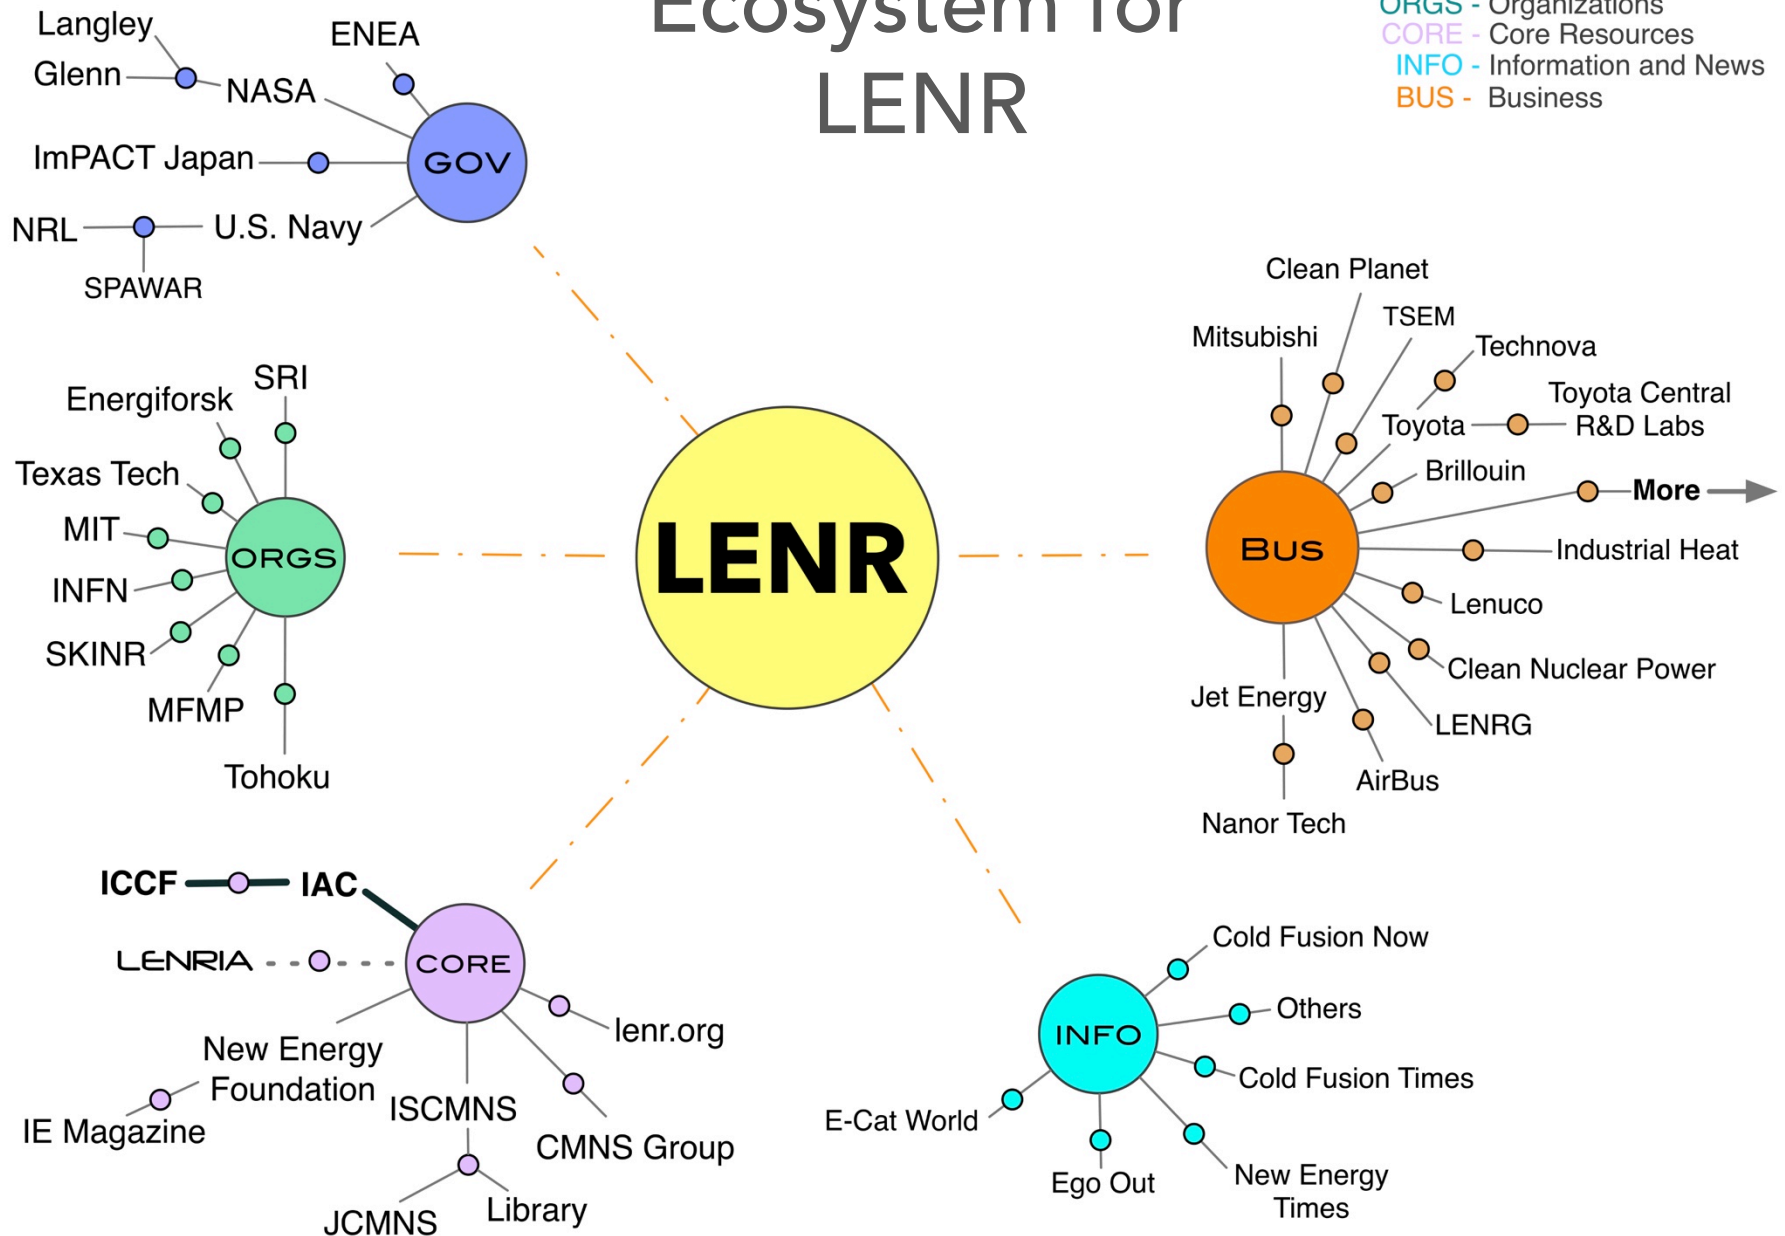 Ecosystem for
LENR
ORGS - Organizations
CORE - Core Resources
INFO - Information and News
BUS - Business
Langley
Glenn
NASA
ENEA
GOV
ImPACT Japan
NRL
U.S. Navy
SPAWAR
SRI
Energiforsk
Texas Tech
MIT
ORGS
INFN
SKINR
MFMP
Tohoku
LENR
Clean Planet
TSEM
Mitsubishi
Technova
Toyota Central
R&D Labs
Toyota
Brillouin
More
BUS
Industrial Heat
Lenuco
Clean Nuclear Power
Jet Energy
LENRG
AirBus
Nanor Tech
ICCF
IAC
LENRIA
CORE
lenr.org
New Energy
Foundation
IE Magazine
ISCMNS
CMNS Group
JCMNS
Library
Cold Fusion Now
Others
INFO
Cold Fusion Times
E-Cat World
Ego Out
New Energy
Times